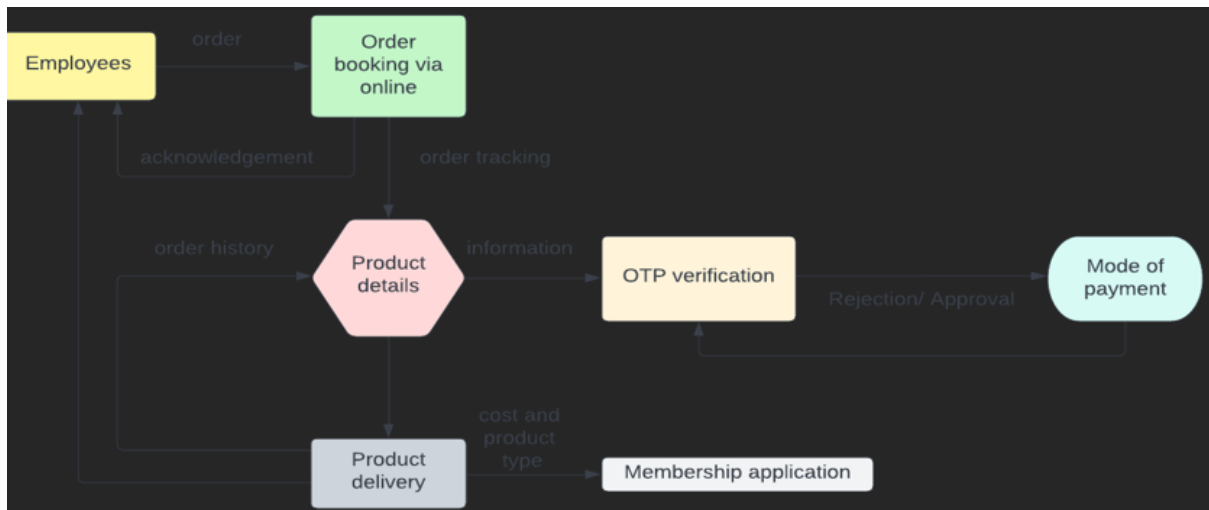 order
Employees
Order
booking via
online
acknowledgement
order tracking
order history
Product
details
information
OTP verification
Rejection/ Approval
Mode of
payment
cost and
product
type
Product
delivery
Membership application